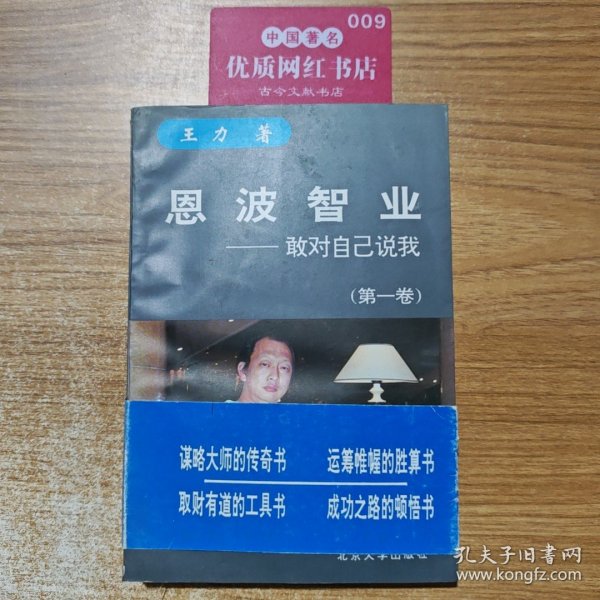 009
中国著名
优质网红书店
古今文献书店
王力 著
恩波智业
——敢对自己说我
（第一卷）
谋略大师的传奇书 运筹帷幄的胜算书
取财有道的工具书 成功之路的顿悟书
北京大学出版社
孔夫子旧书网
www.kongfz.com